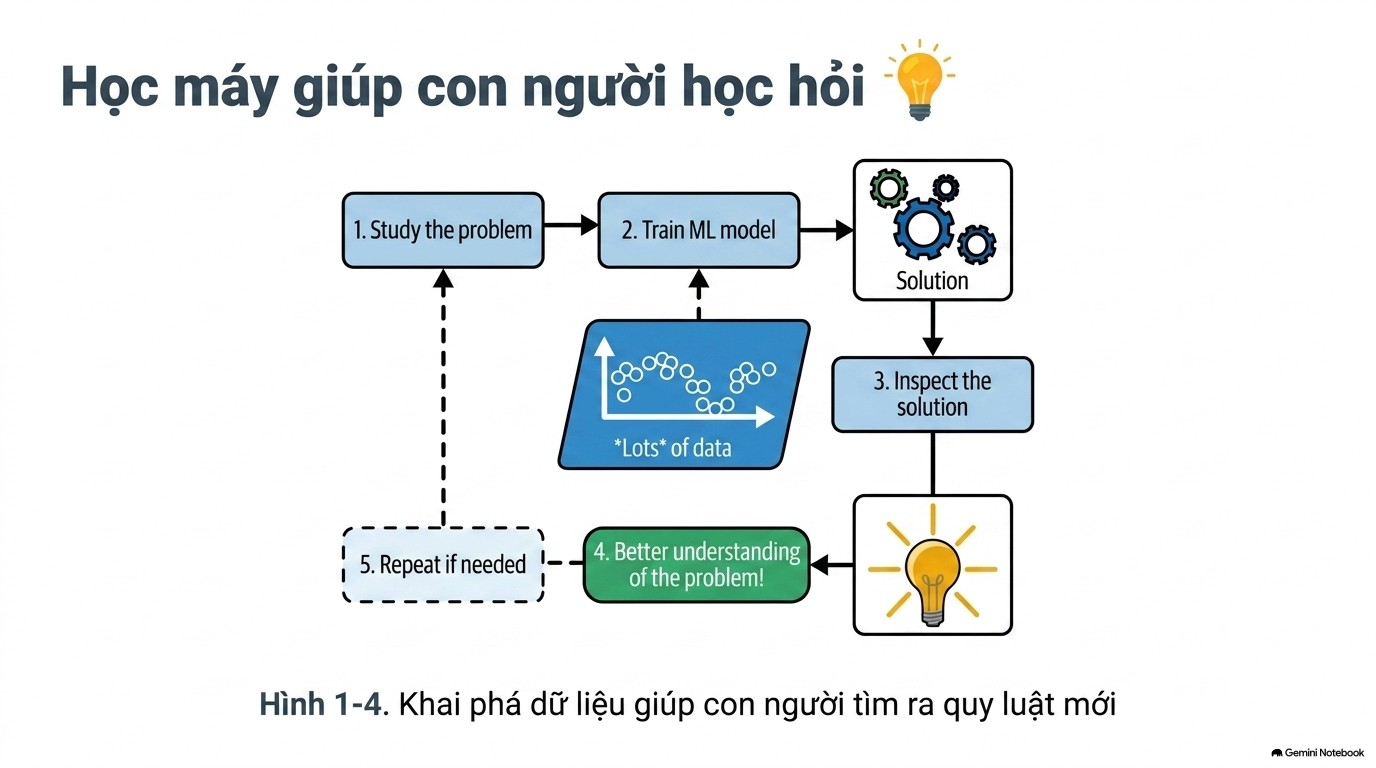 Học máy giúp con người học hỏi
1. Study the problem
2. Train ML model
Solution
*Lots* of data
3. Inspect the
solution
4. Better understanding
of the problem!
5. Repeat if needed
Hình 1-4. Khai phá dữ liệu giúp con người tìm ra quy luật mới
Gemini Notebook